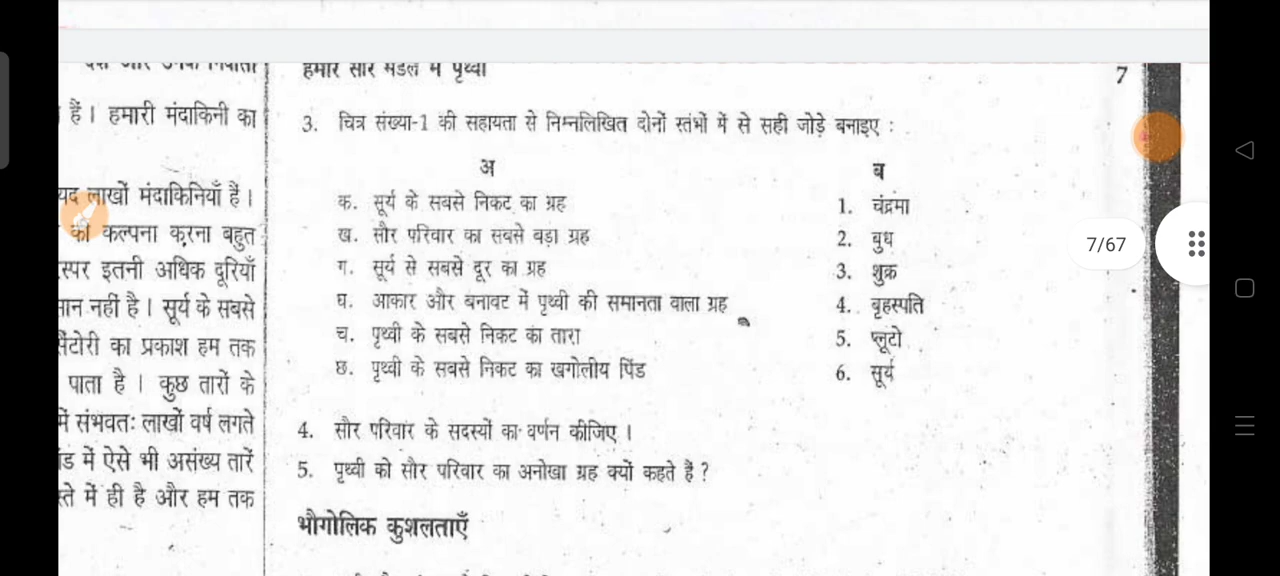 हैं । हमारी मंदाकिनी का
यद लाखों मंदाकिनियाँ हैं ।
की कल्पना करना बहुत
स्पर इतनी अधिक दूरियाँ
मान नहीं है । सूर्य के सबसे
सेंटोरी का प्रकाश हम तक
पाता है । कुछ तारों के
में संभवतः लाखों वर्ष लगते
ांड में ऐसे भी असंख्य तारें
स्ते में ही है और हम तक
हमारे सौर मंडल में पृथ्वी
7
3. चित्र संख्या-1 की सहायता से निम्नलिखित दोनों स्तंभों में से सही जोड़े बनाइए :
अ ब
क. सूर्य के सबसे निकट का ग्रह 1. चंद्रमा
ख. सौर परिवार का सबसे बड़ा ग्रह 2. बुध
ग. सूर्य से सबसे दूर का ग्रह 3. शुक्र
घ. आकार और बनावट में पृथ्वी की समानता वाला ग्रह 4. बृहस्पति
च. पृथ्वी के सबसे निकट का तारा 5. प्लूटो
छ. पृथ्वी के सबसे निकट का खगोलीय पिंड 6. सूर्य
4. सौर परिवार के सदस्यों का वर्णन कीजिए ।
5. पृथ्वी को सौर परिवार का अनोखा ग्रह क्यों कहते हैं ?
भौगोलिक कुशलताएँ
7/67